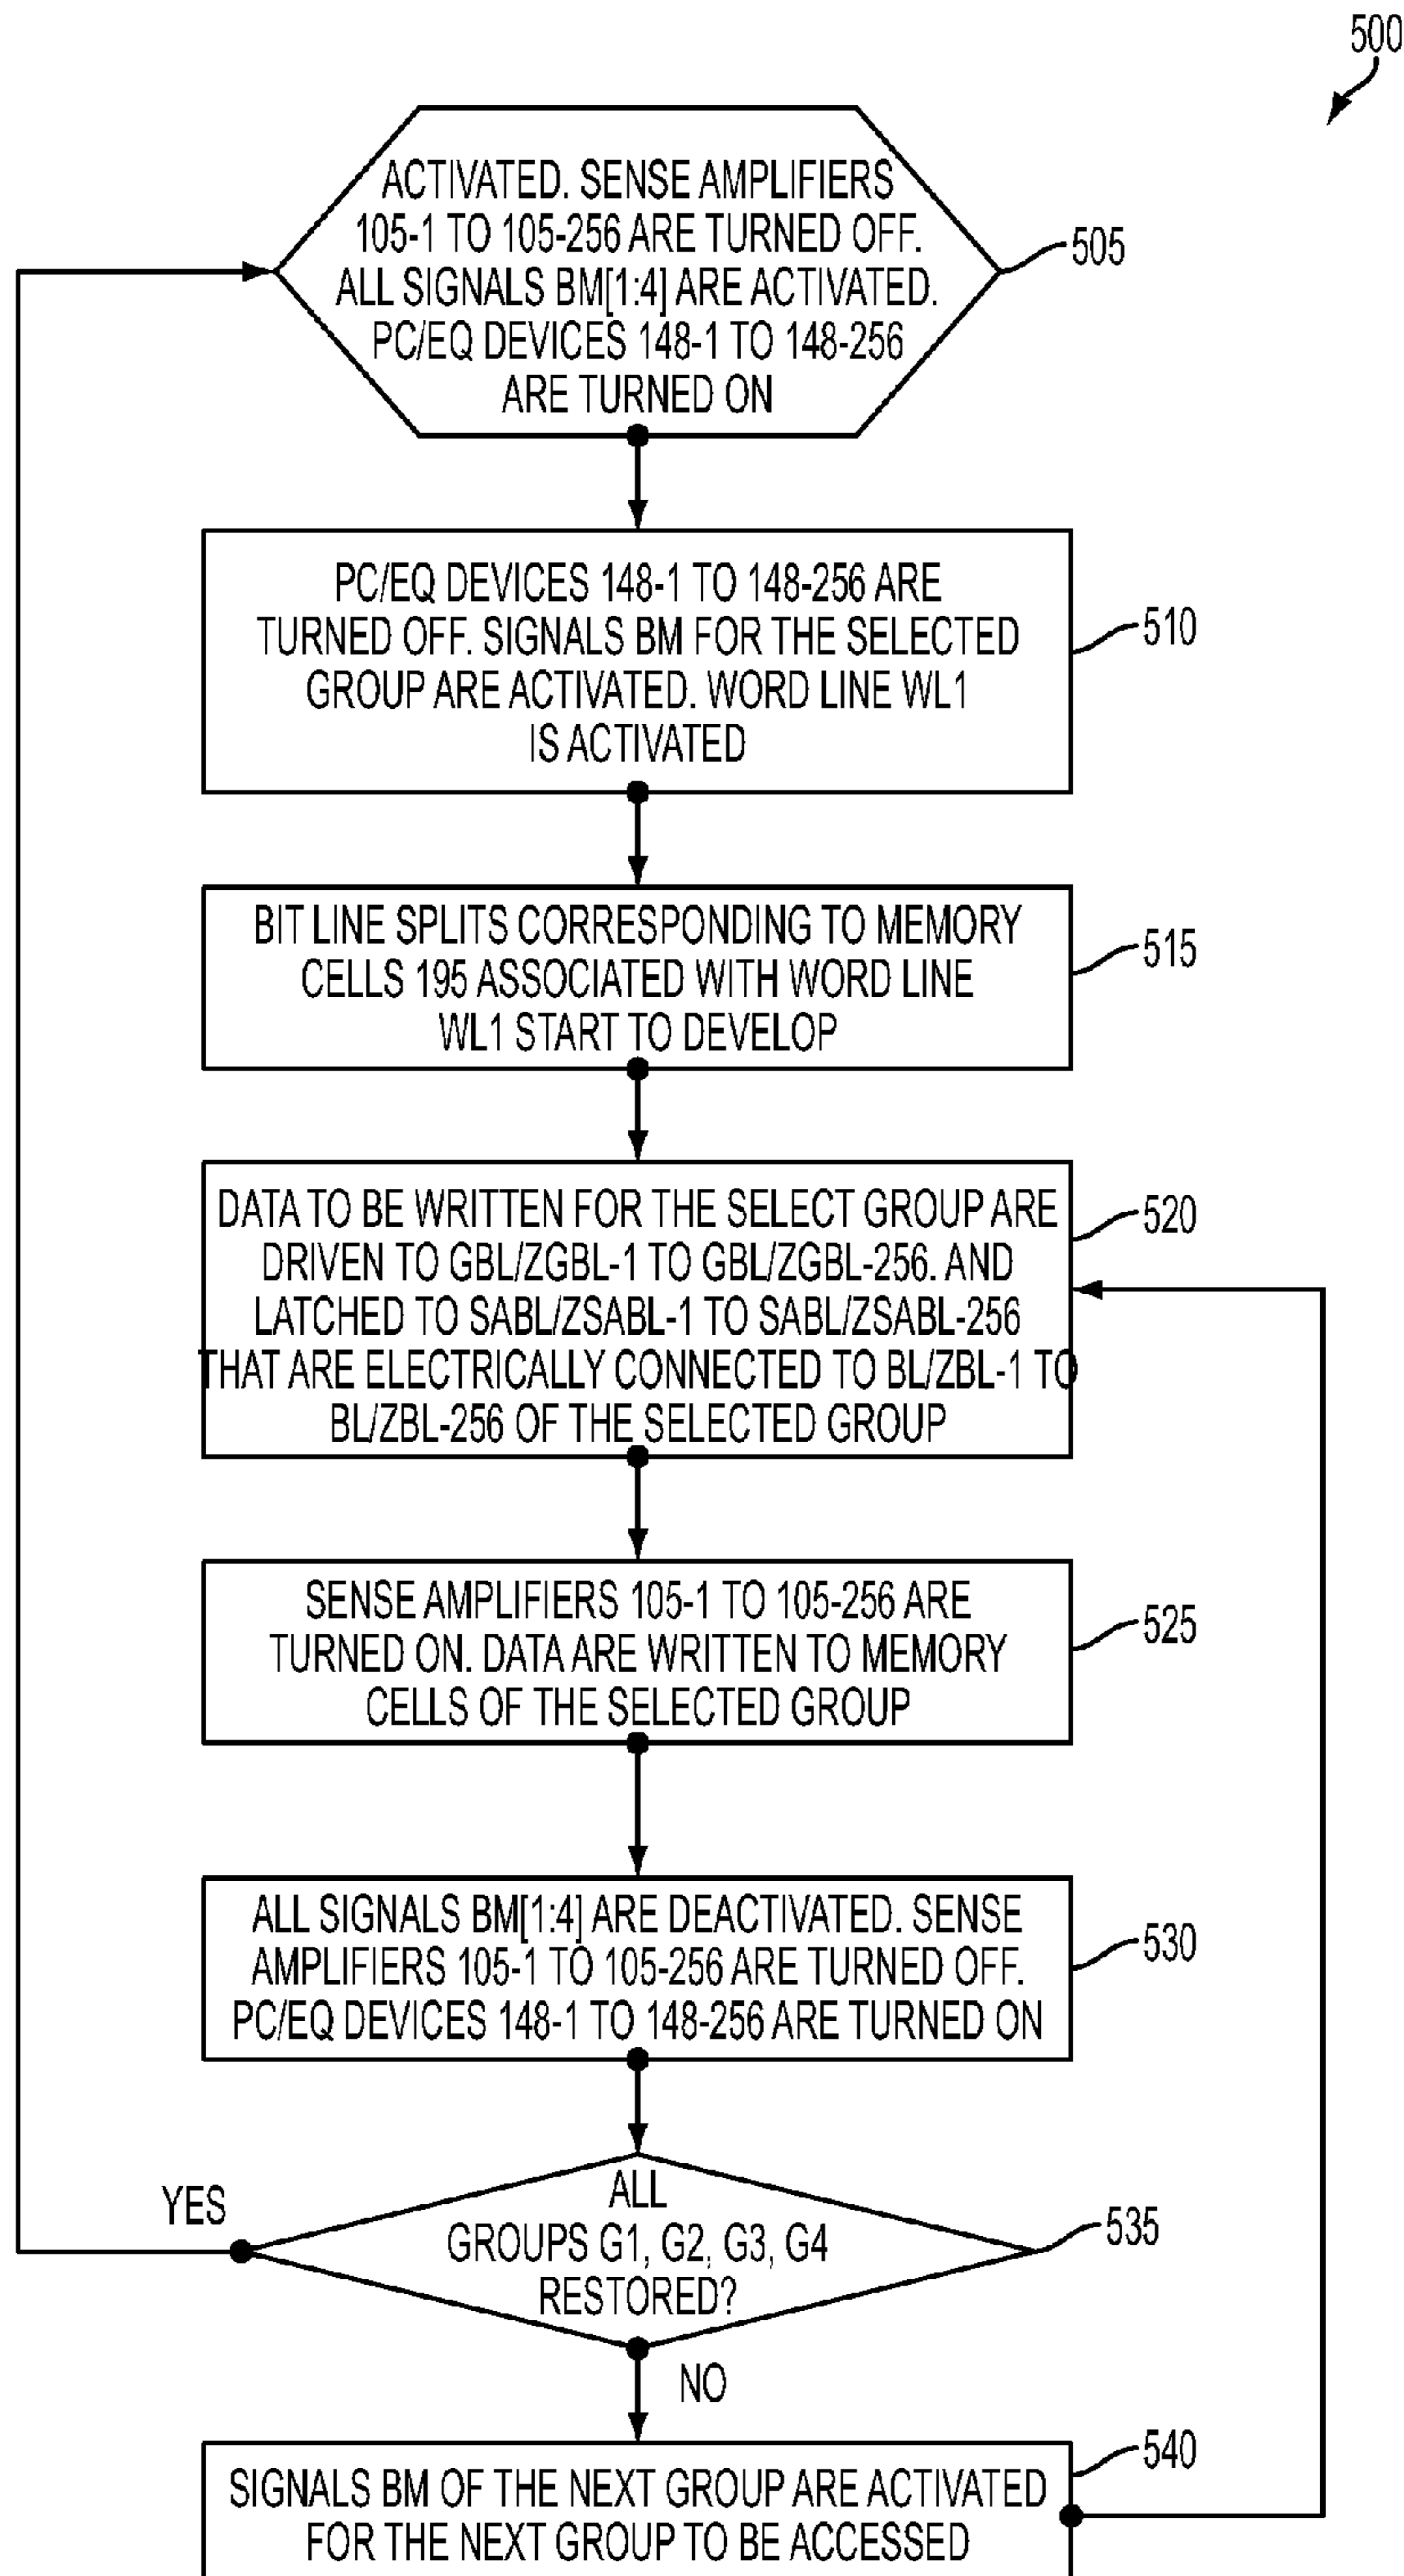 500
ACTIVATED. SENSE AMPLIFIERS
105-1 TO 105-256 ARE TURNED OFF.
ALL SIGNALS BM[1:4] ARE ACTIVATED.
PC/EQ DEVICES 148-1 TO 148-256
ARE TURNED ON
505
PC/EQ DEVICES 148-1 TO 148-256 ARE
TURNED OFF. SIGNALS BM FOR THE SELECTED
GROUP ARE ACTIVATED. WORD LINE WL1
IS ACTIVATED
510
BIT LINE SPLITS CORRESPONDING TO MEMORY
CELLS 195 ASSOCIATED WITH WORD LINE
WL1 START TO DEVELOP
515
DATA TO BE WRITTEN FOR THE SELECT GROUP ARE
DRIVEN TO GBL/ZGBL-1 TO GBL/ZGBL-256. AND
LATCHED TO SABL/ZSABL-1 TO SABL/ZSABL-256
THAT ARE ELECTRICALLY CONNECTED TO BL/ZBL-1 TO
BL/ZBL-256 OF THE SELECTED GROUP
520
SENSE AMPLIFIERS 105-1 TO 105-256 ARE
TURNED ON. DATA ARE WRITTEN TO MEMORY
CELLS OF THE SELECTED GROUP
525
ALL SIGNALS BM[1:4] ARE DEACTIVATED. SENSE
AMPLIFIERS 105-1 TO 105-256 ARE TURNED OFF.
PC/EQ DEVICES 148-1 TO 148-256 ARE TURNED ON
530
ALL
GROUPS G1, G2, G3, G4
RESTORED?
535
YES
NO
SIGNALS BM OF THE NEXT GROUP ARE ACTIVATED
FOR THE NEXT GROUP TO BE ACCESSED
540